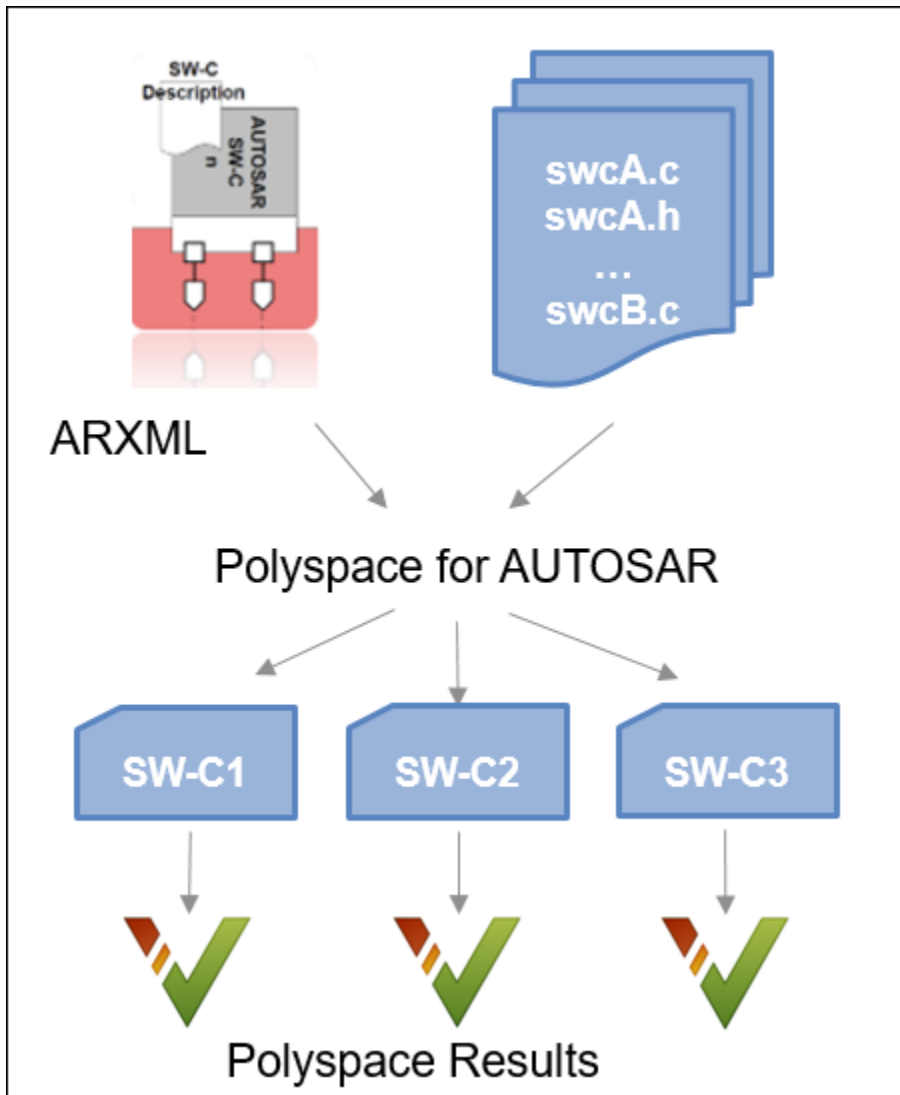 SW-C
Description
AUTOSAR
SW-C
n
swcA.c
swcA.h
...
swcB.c
ARXML
Polyspace for AUTOSAR
SW-C1
SW-C2
SW-C3
Polyspace Results